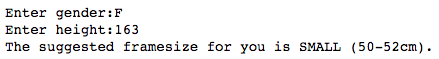 Enter gender:F
Enter height:163
The suggested framesize for you is SMALL (50-52cm).